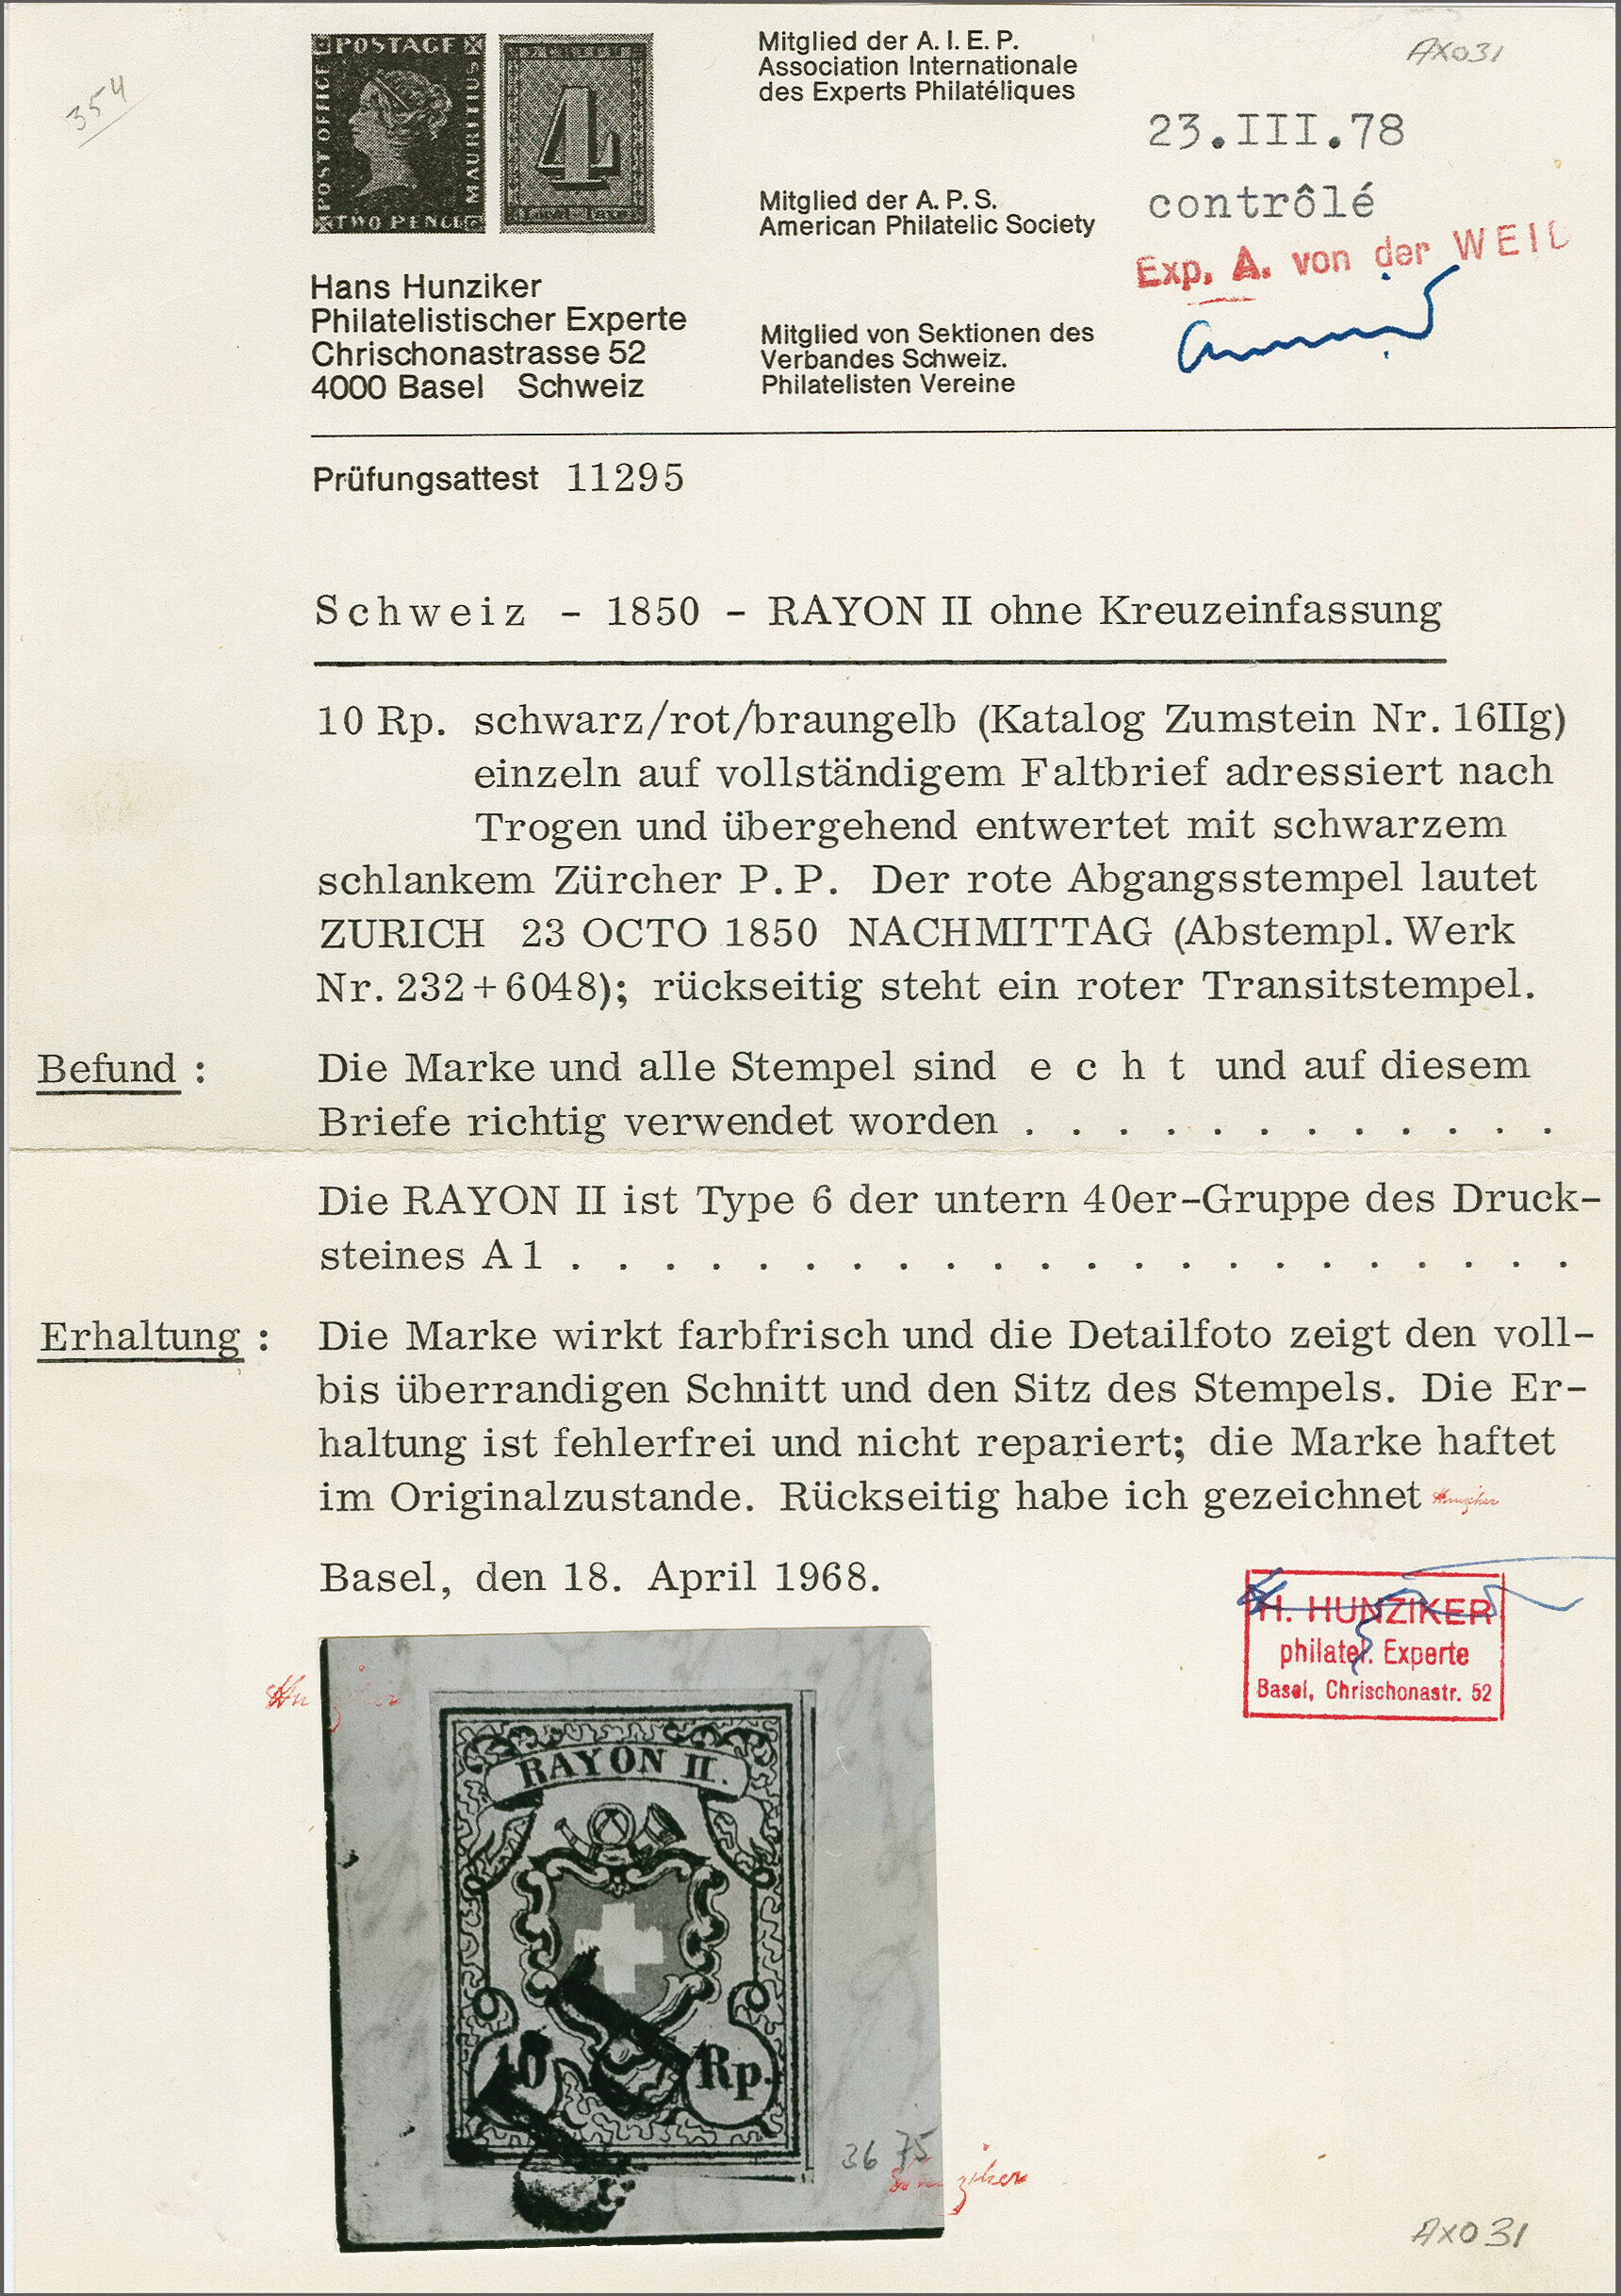 354
POSTAGE
POST OFFICE
MAURITIUS
TWO PENCE
4
Mitglied der A. I. E. P.
Association Internationale
des Experts Philatéliques
AX031
23.III.78
contrôlé
Mitglied der A. P. S.
American Philatelic Society
Exp. A. von der WEID
Hans Hunziker
Philatelistischer Experte
Chrischonastrasse 52
4000 Basel Schweiz
Mitglied von Sektionen des
Verbandes Schweiz.
Philatelisten Vereine
Prüfungsattest 11295
Schweiz - 1850 - RAYON II ohne Kreuzeinfassung
10 Rp. schwarz/rot/braungelb (Katalog Zumstein Nr. 16IIg)
einzeln auf vollständigem Faltbrief adressiert nach
Trogen und übergehend entwertet mit schwarzem
schlankem Zürcher P.P. Der rote Abgangsstempel lautet
ZURICH 23 OCTO 1850 NACHMITTAG (Abstempl. Werk
Nr. 232+6048); rückseitig steht ein roter Transitstempel.
Befund : Die Marke und alle Stempel sind e c h t und auf diesem
Briefe richtig verwendet worden . . . . . . . . . . . .
Die RAYON II ist Type 6 der untern 40er-Gruppe des Druck-
steines A1 . . . . . . . . . . . . . . . . . . . . . .
Erhaltung : Die Marke wirkt farbfrisch und die Detailfoto zeigt den voll-
bis überrandigen Schnitt und den Sitz des Stempels. Die Er-
haltung ist fehlerfrei und nicht repariert; die Marke haftet
im Originalzustande. Rückseitig habe ich gezeichnet Hunziker
Basel, den 18. April 1968.
H. HUNZIKER
philatel. Experte
Basel, Chrischonastr. 52
Hunziker
RAYON II.
10 Rp.
36 75
Hunziker
AX031